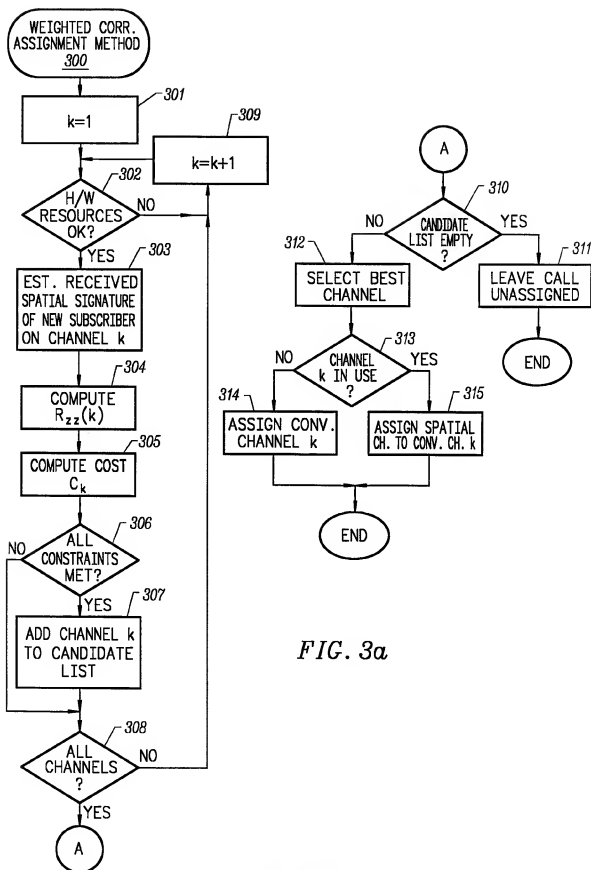 WEIGHTED CORR.
ASSIGNMENT METHOD
300
301
k=1
309
k=k+1
302
H/W
RESOURCES
OK?
NO
YES
303
EST. RECEIVED
SPATIAL SIGNATURE
OF NEW SUBSCRIBER
ON CHANNEL k
304
COMPUTE
Rzz(k)
305
COMPUTE COST
Ck
306
ALL
CONSTRAINTS
MET?
NO
YES
307
ADD CHANNEL k
TO CANDIDATE
LIST
308
ALL
CHANNELS
?
NO
YES
A
A
310
CANDIDATE
LIST EMPTY
?
NO
YES
312
SELECT BEST
CHANNEL
311
LEAVE CALL
UNASSIGNED
END
313
CHANNEL
k IN USE
?
NO
YES
314
ASSIGN CONV.
CHANNEL k
315
ASSIGN SPATIAL
CH. TO CONV. CH. k
END
FIG. 3a